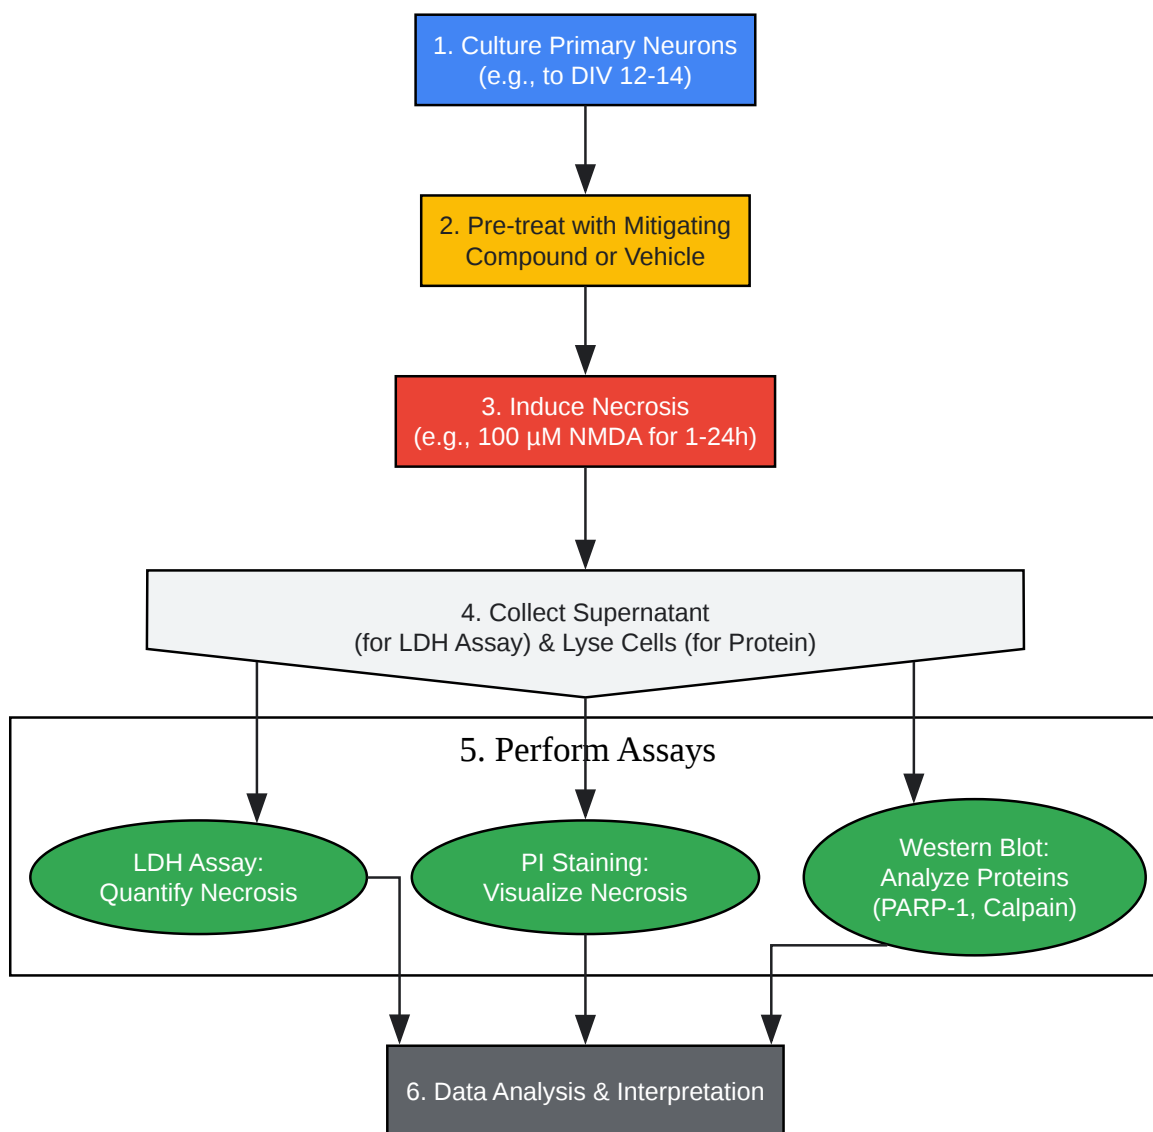 1. Culture Primary Neurons
(e.g., to DIV 12-14)
2. Pre-treat with Mitigating
Compound or Vehicle
3. Induce Necrosis
(e.g., 100 µM NMDA for 1-24h)
4. Collect Supernatant
(for LDH Assay) & Lyse Cells (for Protein)
5. Perform Assays
LDH Assay:
Quantify Necrosis
PI Staining:
Visualize Necrosis
Western Blot:
Analyze Proteins
(PARP-1, Calpain)
6. Data Analysis & Interpretation